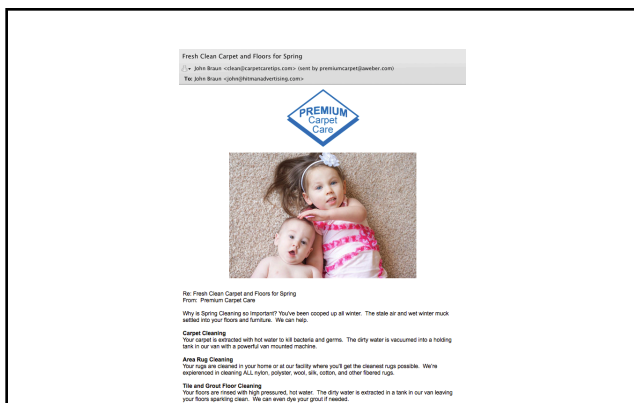 Fresh Clean Carpet and Floors for Spring
John Braun <clean@carpetcaretips.com> (sent by premiumcarpet@aweber.com)
To: John Braun <john@hitmanadvertising.com>
PREMIUM
Carpet
Care
Re: Fresh Clean Carpet and Floors for Spring
From: Premium Carpet Care
Why is Spring Cleaning so Important? You've been cooped up all winter. The stale air and wet winter muck
settled into your floors and furniture. We can help.
Carpet Cleaning
Your carpet is extracted with hot water to kill bacteria and germs. The dirty water is vacuumed into a holding
tank in our van with a powerful van mounted machine.
Area Rug Cleaning
Your rugs are cleaned in your home or at our facility where you'll get the cleanest rugs possible. We're
expierenced in cleaning ALL nylon, polyster, wool, silk, cotton, and other fibered rugs.
Tile and Grout Floor Cleaning
Your floors are rinsed with high pressured, hot water. The dirty water is extracted in a tank in our van leaving
your floors sparkling clean. We can even dye your grout if needed.